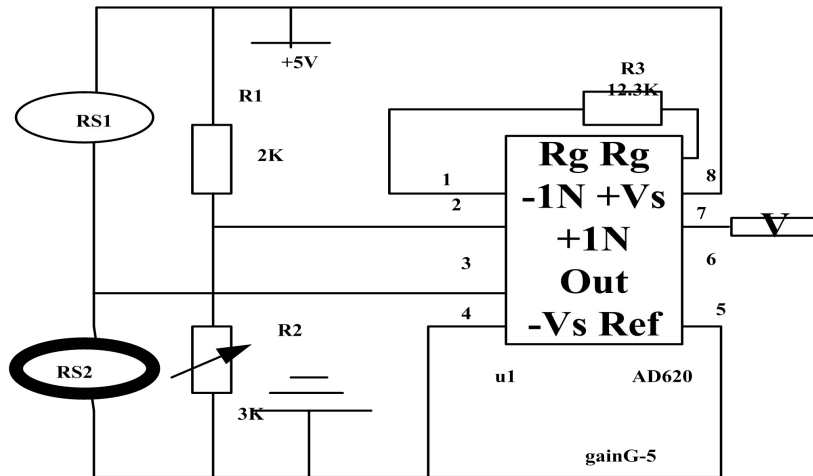 +5V
R3
12.3K
R1
RS1
2K
Rg Rg
1
8
-1N +Vs
2
7
V
+1N
3
6
Out
4
5
-Vs Ref
R2
RS2
u1
AD620
3K
gainG-5